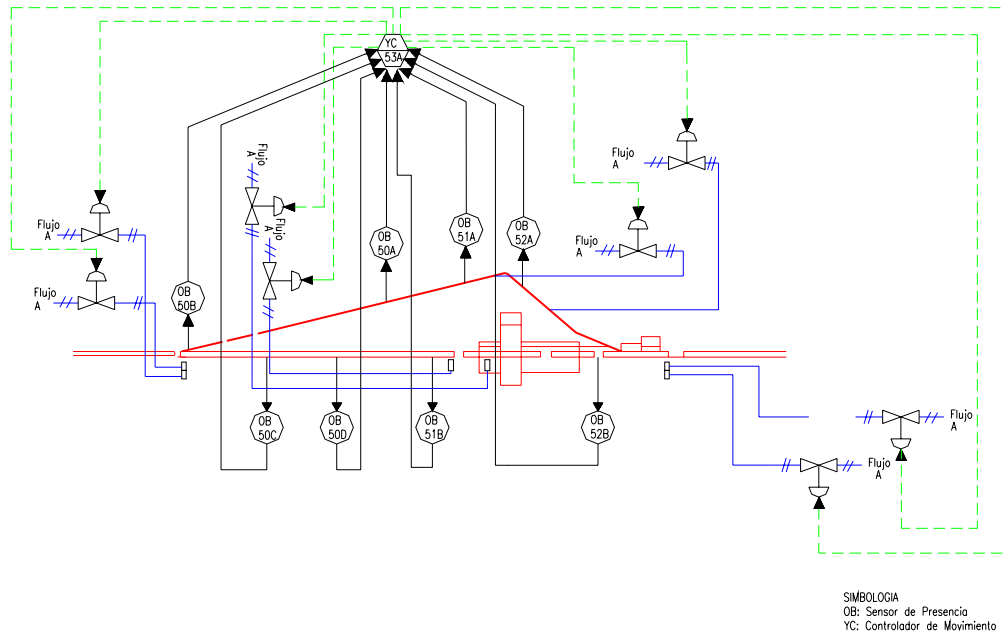 YC
53A
Flujo
A
Flujo
A
Flujo
A
Flujo
A
Flujo
A
Flujo
A
OB
50B
OB
50A
OB
51A
OB
52A
OB
50C
OB
50D
OB
51B
OB
52B
Flujo
A
Flujo
A
SIMBOLOGIA
OB: Sensor de Presencia
YC: Controlador de Movimiento